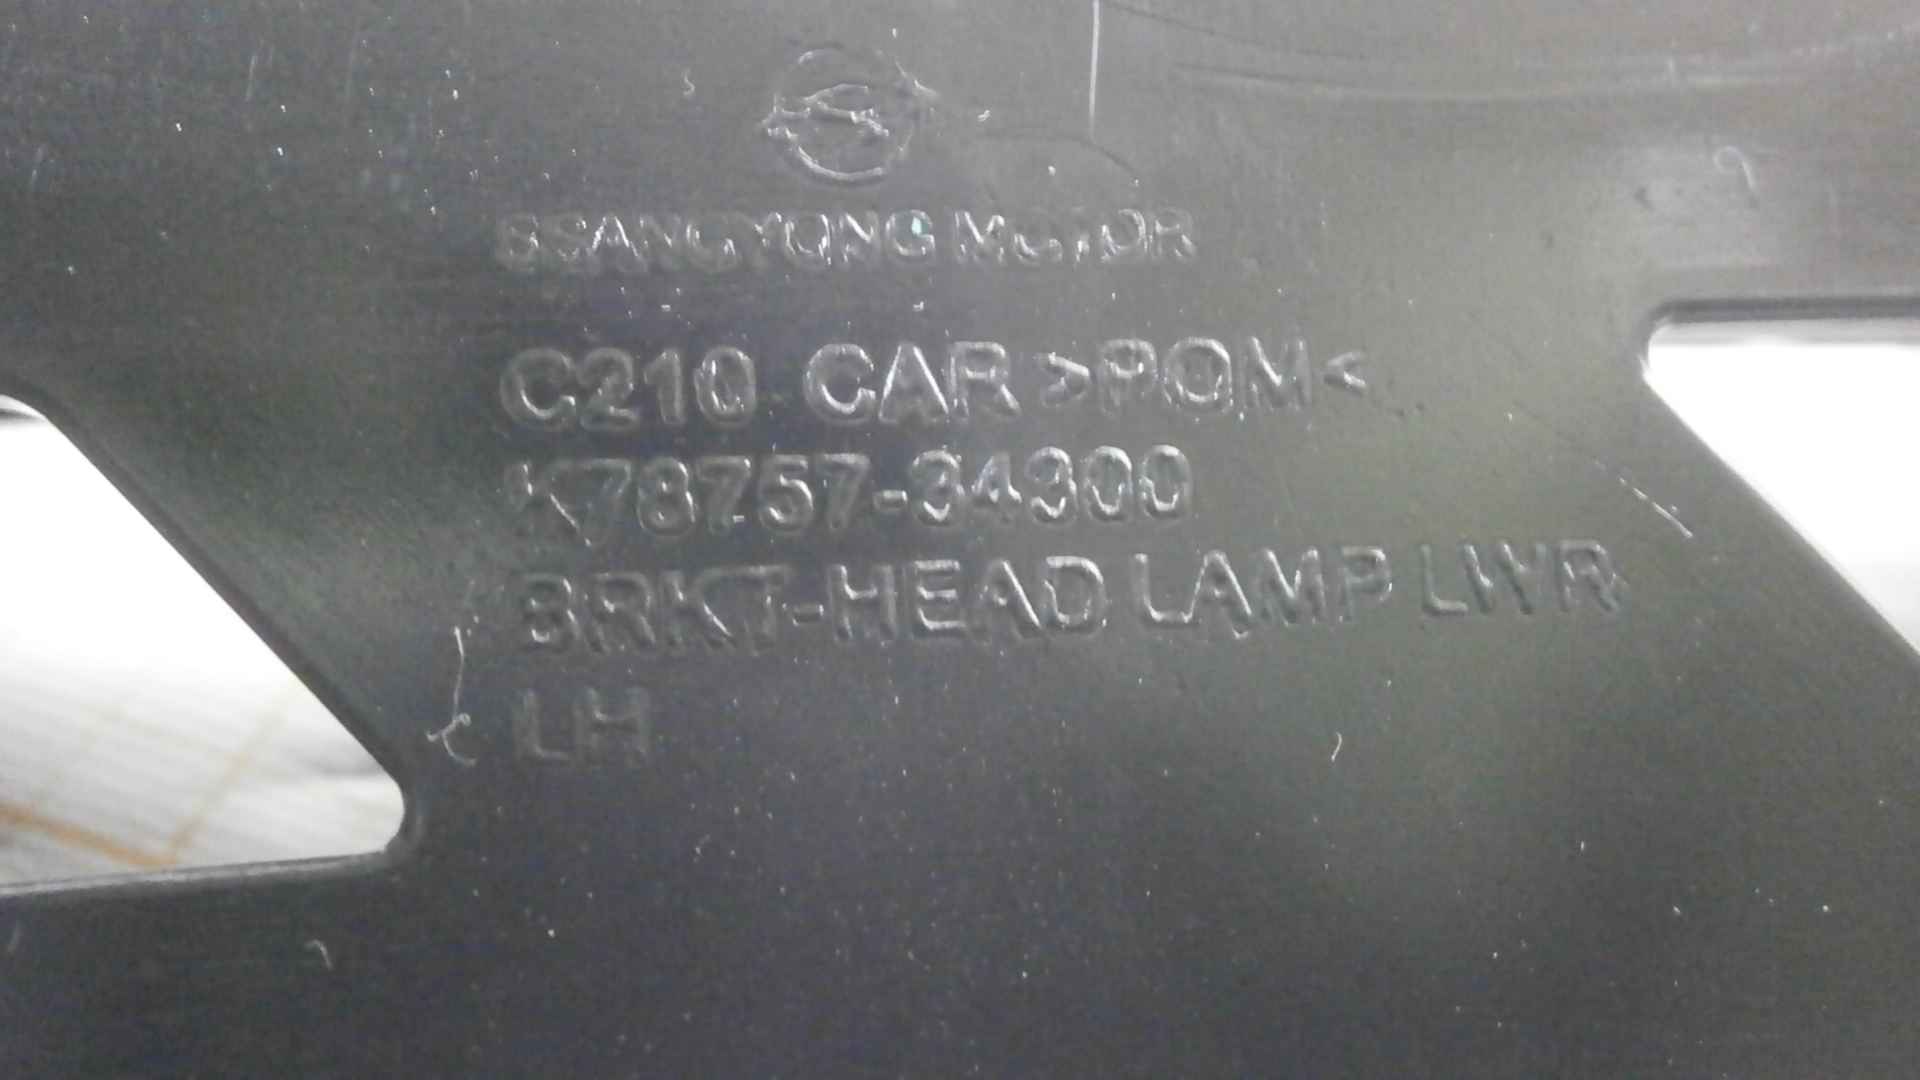 SSANGYONG MOTOR
C210 CAR >POM<
K78757-34300
BRKT-HEAD LAMP LWR
LH